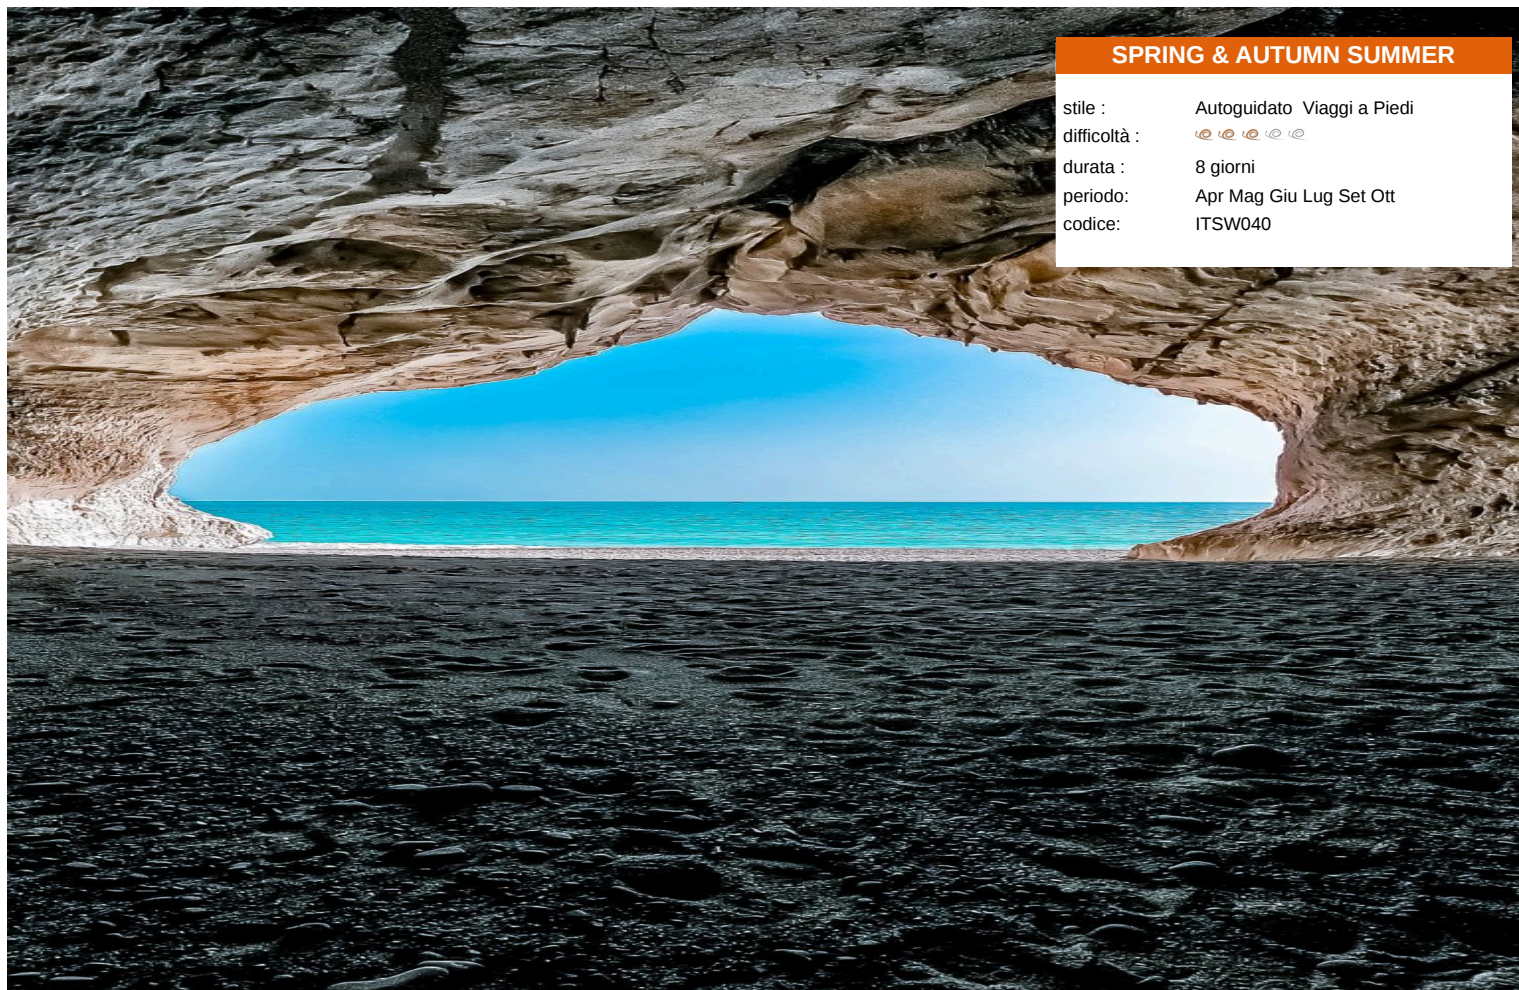 SPRING & AUTUMN SUMMER
stile : Autoguidato  Viaggi a Piedi
difficoltà :
durata : 8 giorni
periodo: Apr Mag Giu Lug Set Ott
codice: ITSW040